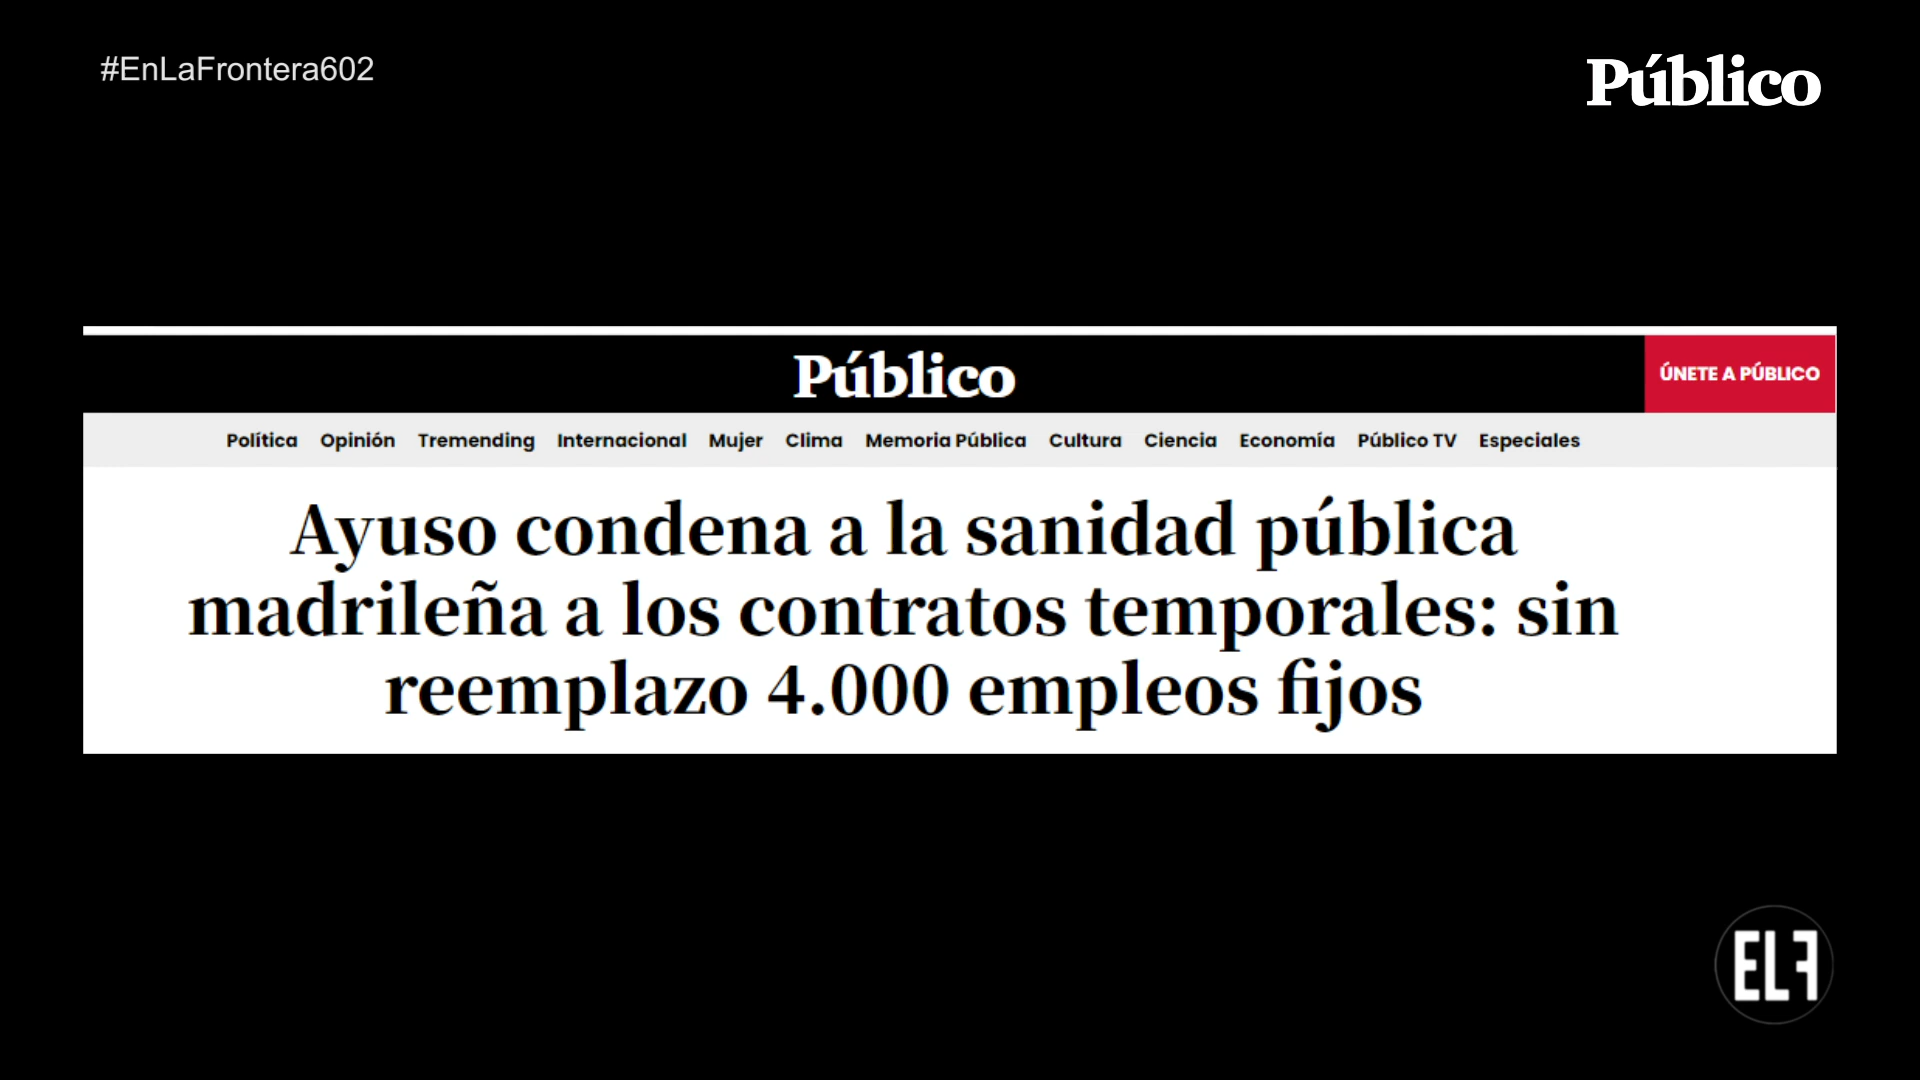 #EnLaFrontera602
Público
Público
ÚNETE A PÚBLICO
Política Opinión Tremending Internacional Mujer Clima Memoria Pública Cultura Ciencia Economía Público TV Especiales
Ayuso condena a la sanidad pública
madrileña a los contratos temporales: sin
reemplazo 4.000 empleos fijos
ELF